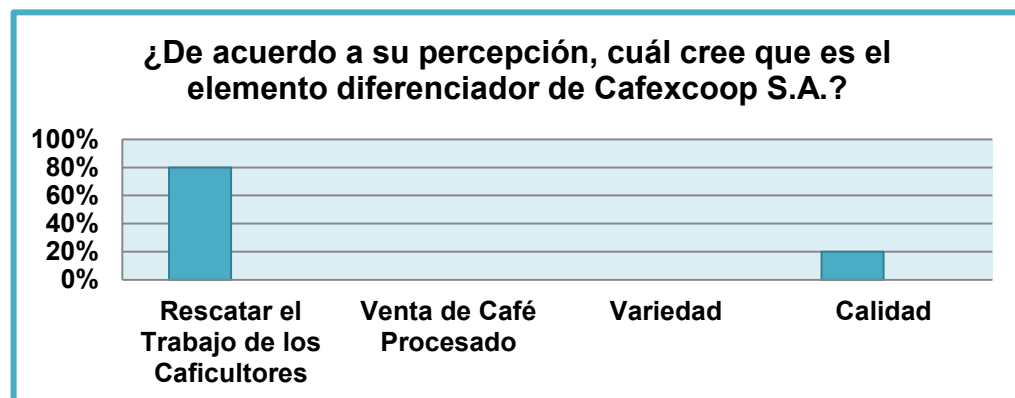 ¿De acuerdo a su percepción, cuál cree que es el
elemento diferenciador de Cafexcoop S.A.?
100%
80%
60%
40%
20%
0%
Rescatar el
Trabajo de los
Caficultores
Venta de Café
Procesado
Variedad
Calidad